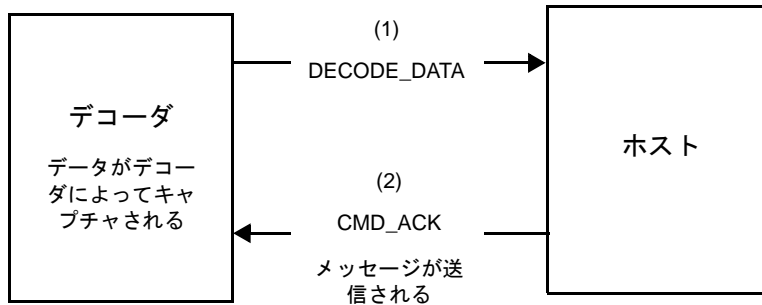 デコーダ
データがデコー
ダによってキャ
プチャされる
(1)
DECODE_DATA
(2)
CMD_ACK
メッセージが送
信される
ホスト